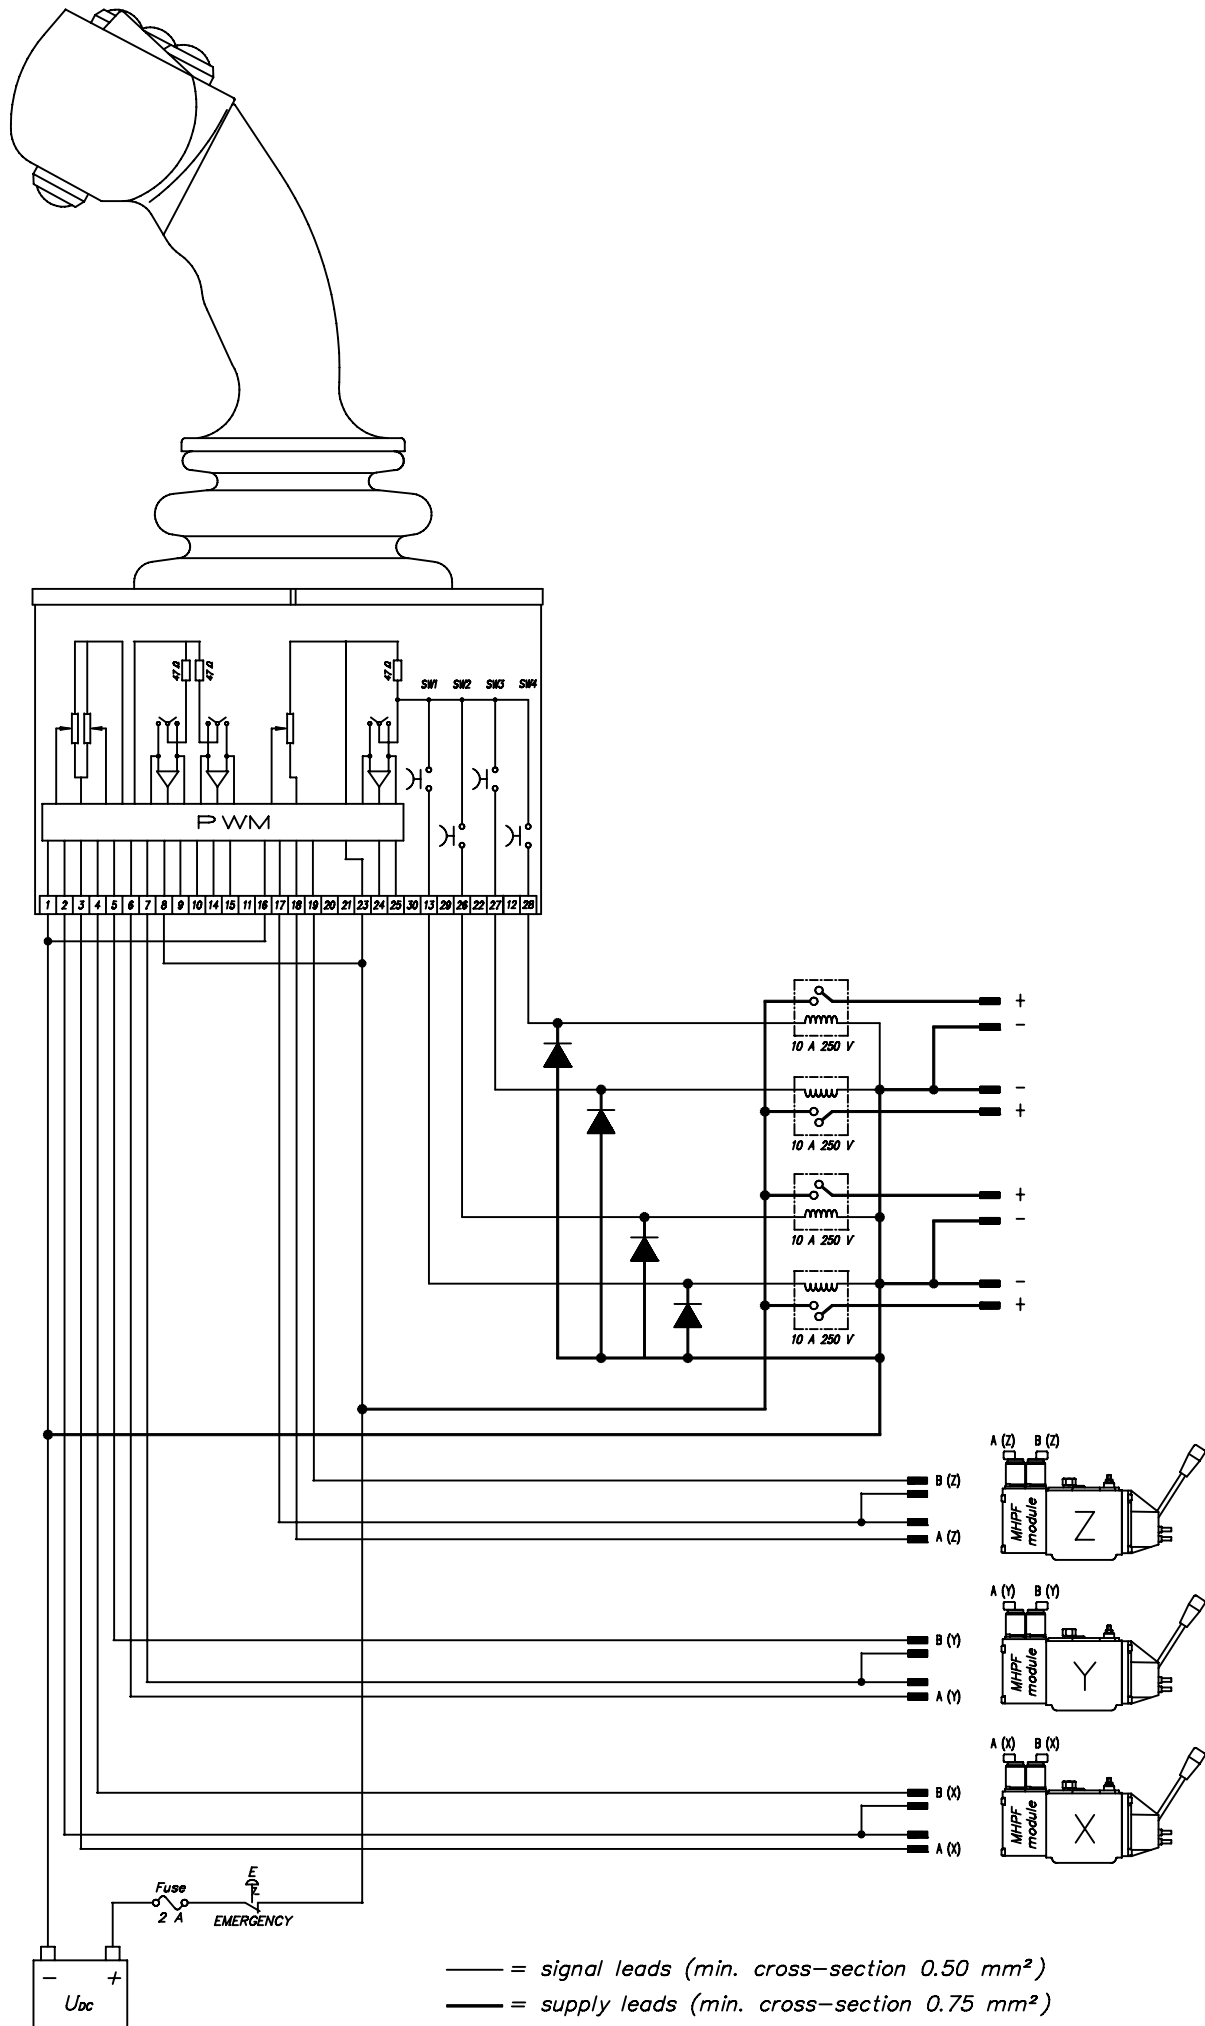 47 Ω 47 Ω 47 Ω
SW1 SW2 SW3 SW4
PWM
1 2 3 4 5 6 7 8 9 10 14 15 11 16 17 18 19 20 21 23 24 25 30 13 29 26 22 27 12 28
+
-
10 A 250 V
-
+
10 A 250 V
+
-
10 A 250 V
-
+
10 A 250 V
A (Z) B (Z)
B (Z)
MHPF module
Z
A (Z)
A (Y) B (Y)
B (Y)
MHPF module
Y
A (Y)
A (X) B (X)
B (X)
MHPF module
X
A (X)
E
Fuse
2 A
EMERGENCY
- +
UDC
= signal leads (min. cross-section 0.50 mm²)
= supply leads (min. cross-section 0.75 mm²)